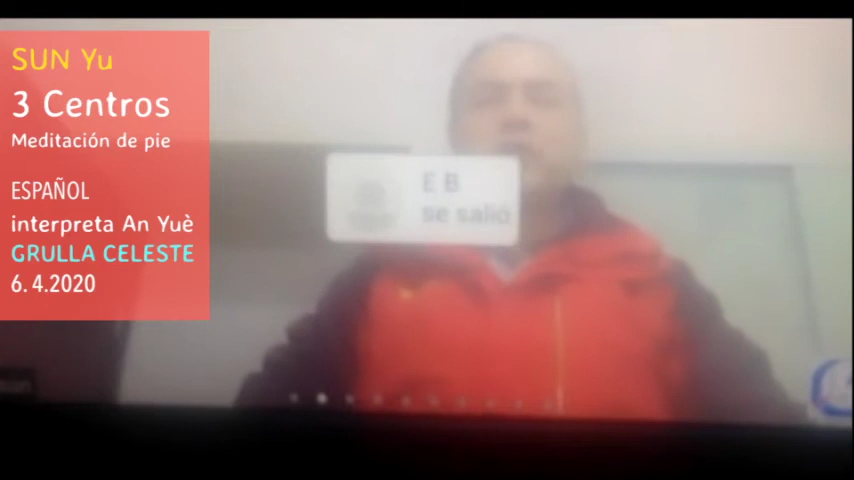 SUN Yu
3 Centros
Meditación de pie
ESPAÑOL
interpreta An Yuè
GRULLA CELESTE
6. 4.2020
E B
se salió